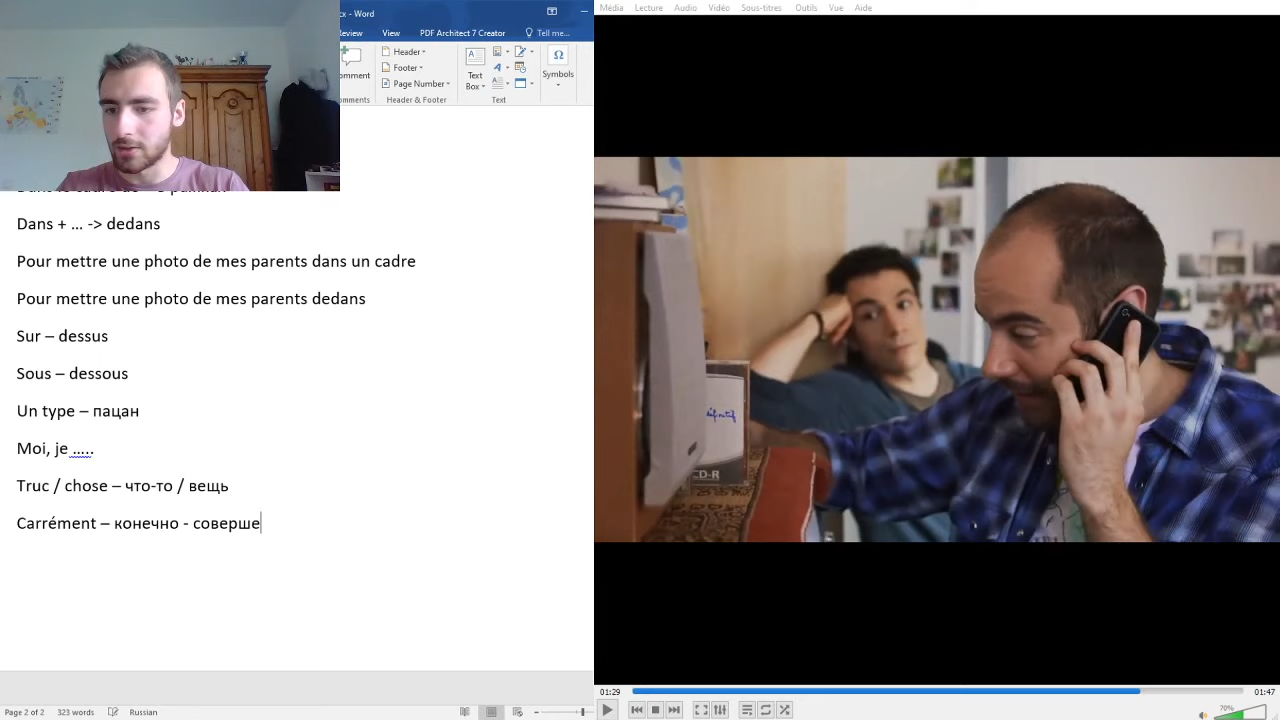 Média Lecture Audio Vidéo Sous-titres Outils Vue Aide
- Word
Review View PDF Architect 7 Creator Tell me...
Header
Footer
Page Number
Header & Footer
Text Box
Text
Symbols
Dans + ... -> dedans
Pour mettre une photo de mes parents dans un cadre
Pour mettre une photo de mes parents dedans
Sur – dessus
Sous – dessous
Un type – пацан
Moi, je …..
Truc / chose – что-то / вещь
Carrément – конечно - соверше
CD-R
01:29
01:47
70%
Page 2 of 2 323 words Russian